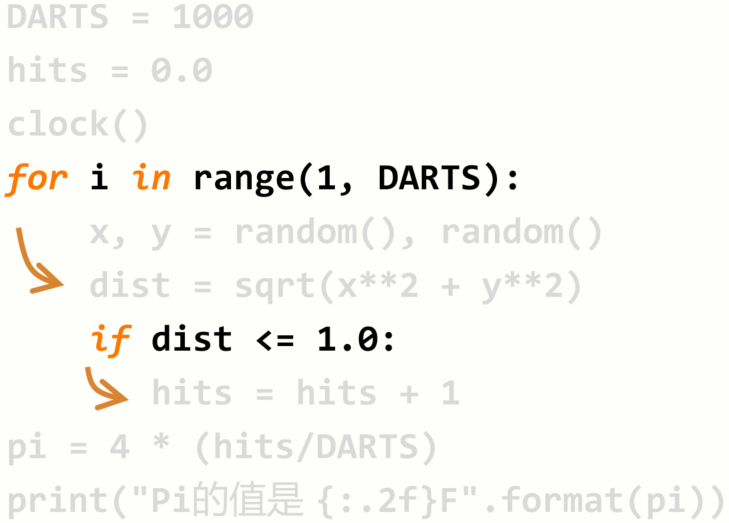 DARTS = 1000
hits = 0.0
clock()
for i in range(1, DARTS):
    x, y = random(), random()
    dist = sqrt(x**2 + y**2)
    if dist <= 1.0:
        hits = hits + 1
pi = 4 * (hits/DARTS)
print("Pi的值是 {:.2f}F".format(pi))